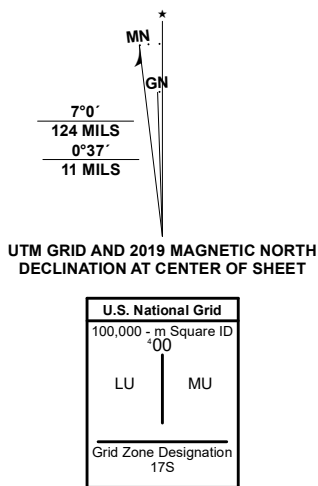 ★
MN
GN
7°0´
124 MILS
0°37´
11 MILS
UTM GRID AND 2019 MAGNETIC NORTH
DECLINATION AT CENTER OF SHEET
U.S. National Grid
100,000 - m Square ID
⁴00
LU MU
Grid Zone Designation
17S